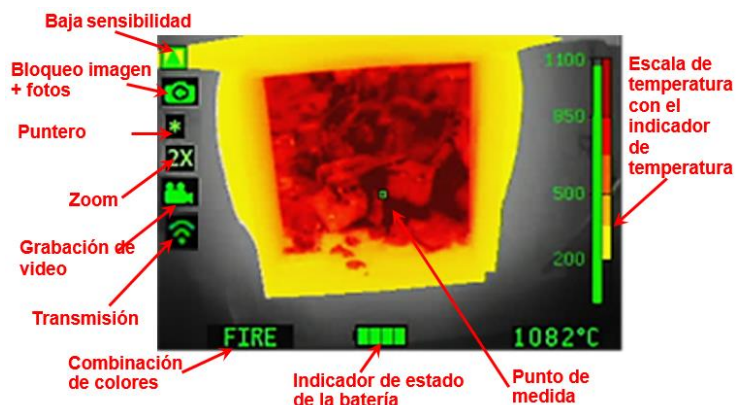 Baja sensibilidad
Bloqueo imagen
+ fotos
Puntero
*
2X
Zoom
Grabación de
video
Transmisión
Combinación
de colores
FIRE
Indicador de estado
de la batería
1082°C
Punto de
medida
1100
850
500
200
Escala de
temperatura
con el
indicador
de
temperatura